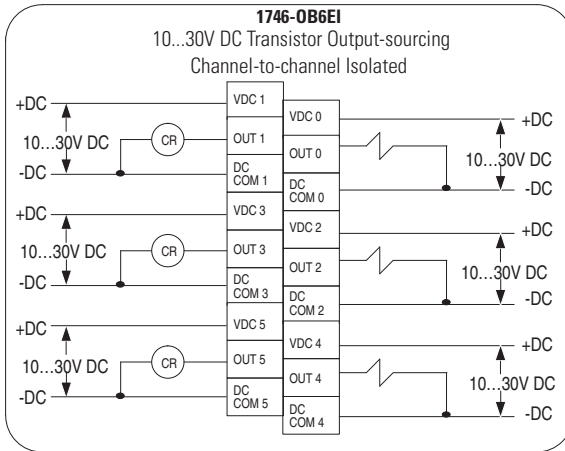 1746-OB6EI
10...30V DC Transistor Output-sourcing
Channel-to-channel Isolated
+DC
VDC 1
VDC 0
+DC
10...30V DC
CR
OUT 1
OUT 0
10...30V DC
-DC
DC
COM 1
DC
COM 0
-DC
+DC
VDC 3
VDC 2
+DC
10...30V DC
CR
OUT 3
OUT 2
10...30V DC
-DC
DC
COM 3
DC
COM 2
-DC
+DC
VDC 5
VDC 4
+DC
10...30V DC
CR
OUT 5
OUT 4
10...30V DC
-DC
DC
COM 5
DC
COM 4
-DC